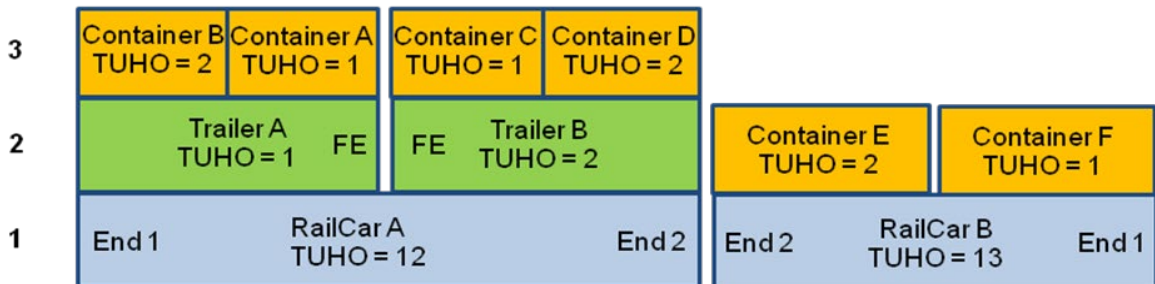 3
Container B
TUHO = 2
Container A
TUHO = 1
Container C
TUHO = 1
Container D
TUHO = 2
2
Trailer A
TUHO = 1
FE
FE
Trailer B
TUHO = 2
Container E
TUHO = 2
Container F
TUHO = 1
1
End 1
RailCar A
TUHO = 12
End 2
End 2
RailCar B
TUHO = 13
End 1